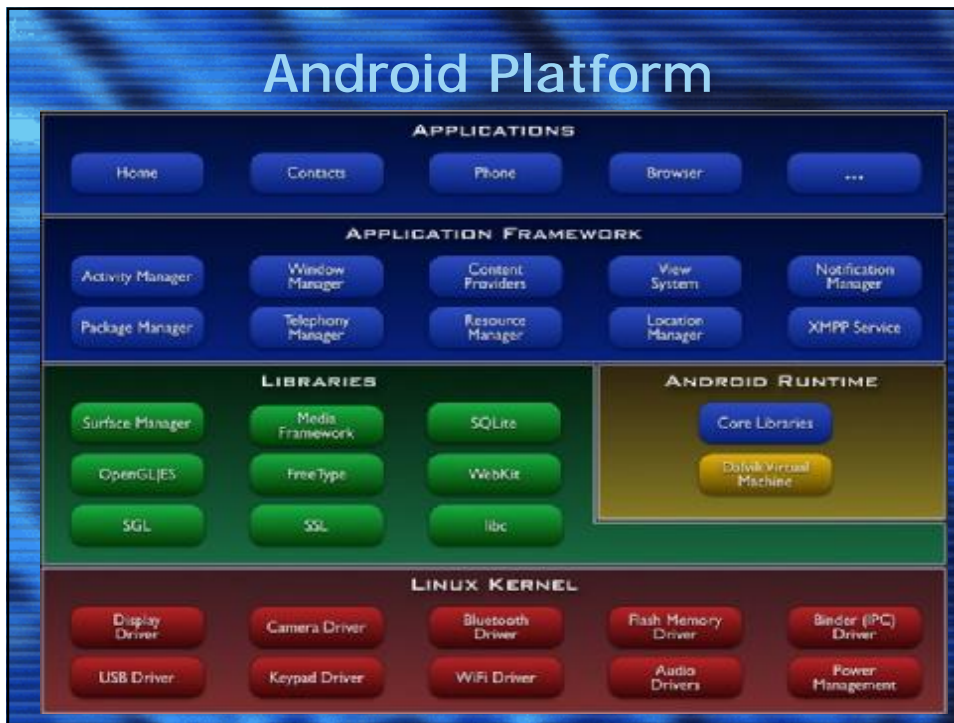 Android Platform
APPLICATIONS
Home
Contacts
Phone
Browser
...
APPLICATION FRAMEWORK
Activity Manager
Window
Manager
Content
Providers
View
System
Notification
Manager
Package Manager
Telephony
Manager
Resource
Manager
Location
Manager
XMPP Service
LIBRARIES
Surface Manager
Media
Framework
SQLite
OpenGL|ES
FreeType
WebKit
SGL
SSL
libc
ANDROID RUNTIME
Core Libraries
Dalvik Virtual
Machine
LINUX KERNEL
Display
Driver
Camera Driver
Bluetooth
Driver
Flash Memory
Driver
Binder (IPC)
Driver
USB Driver
Keypad Driver
WiFi Driver
Audio
Drivers
Power
Management